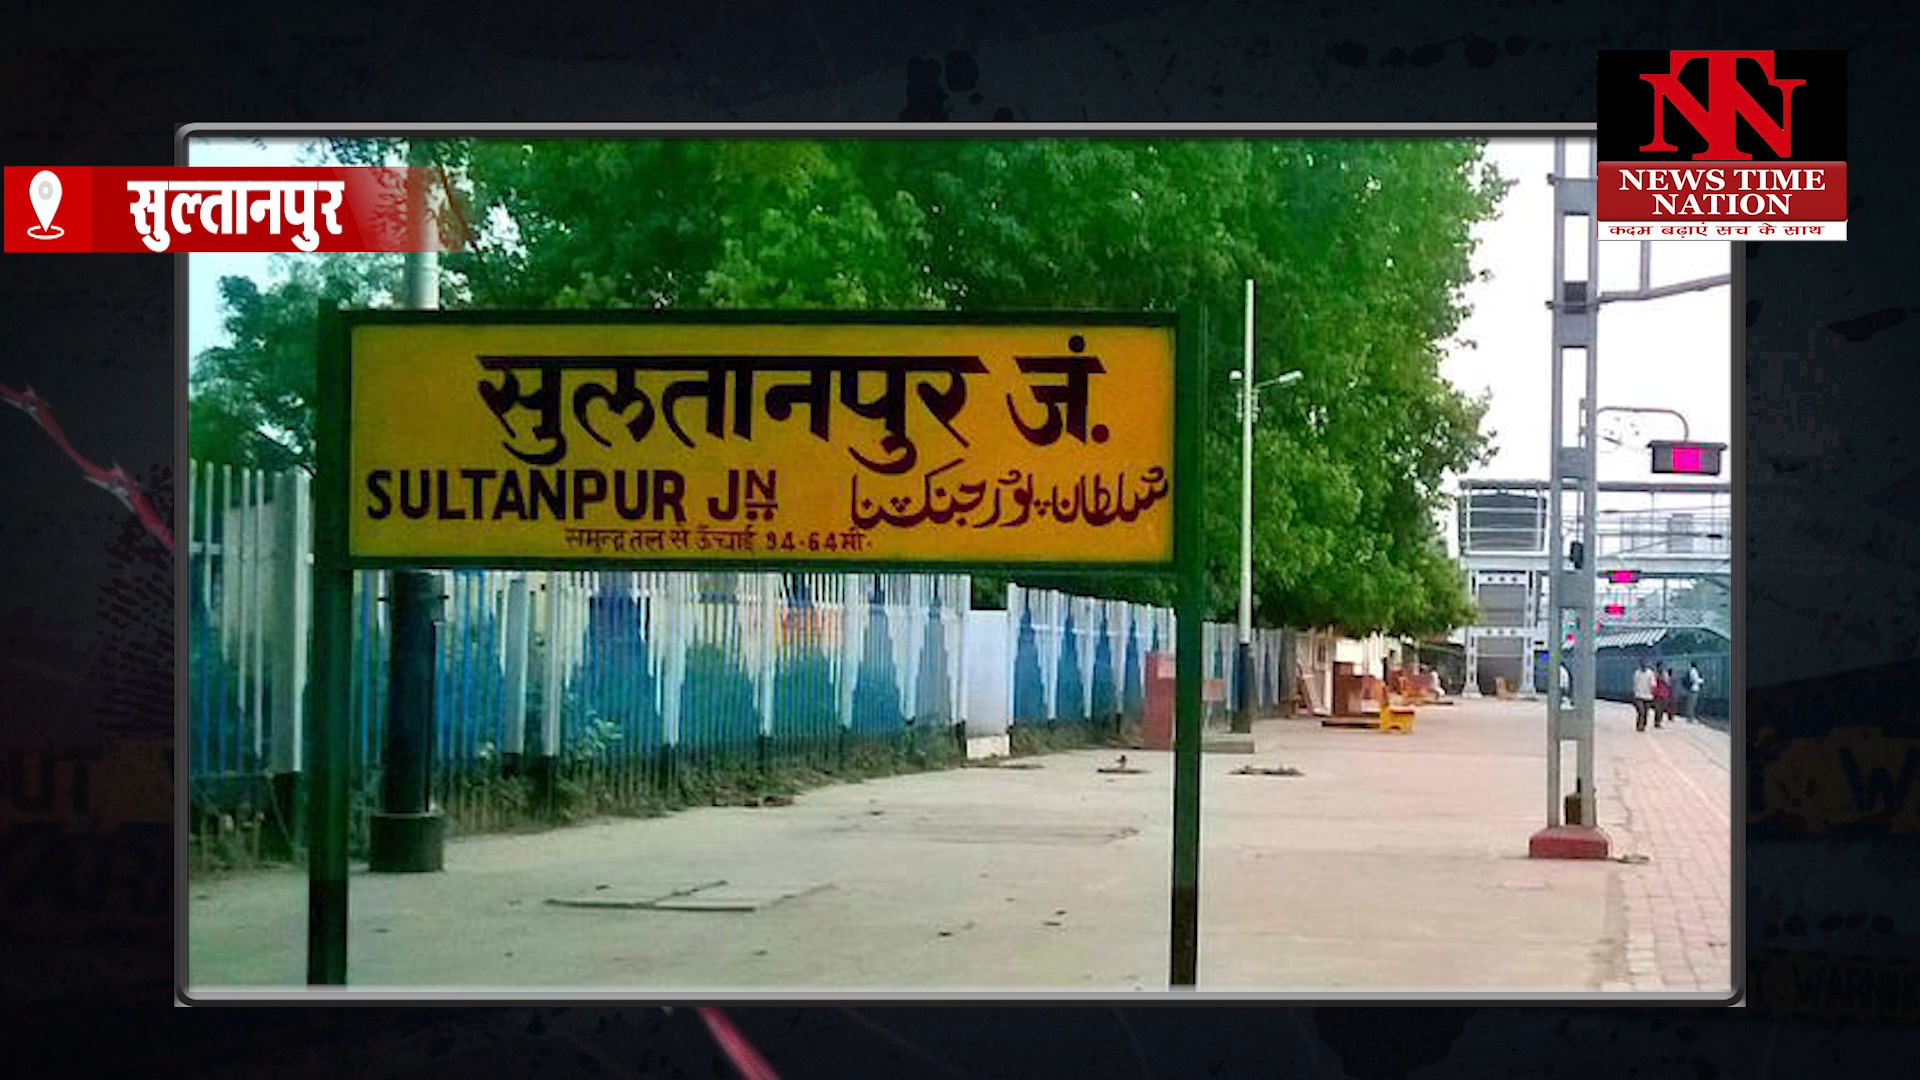 सुल्तानपुर
NEWS TIME
NATION
कदम बढ़ाएं सच के साथ
सुलतानपुर जं.
SULTANPUR JN
سلطان پور جنکشن
समुन्द्र तल से ऊँचाई 94.64 मी.